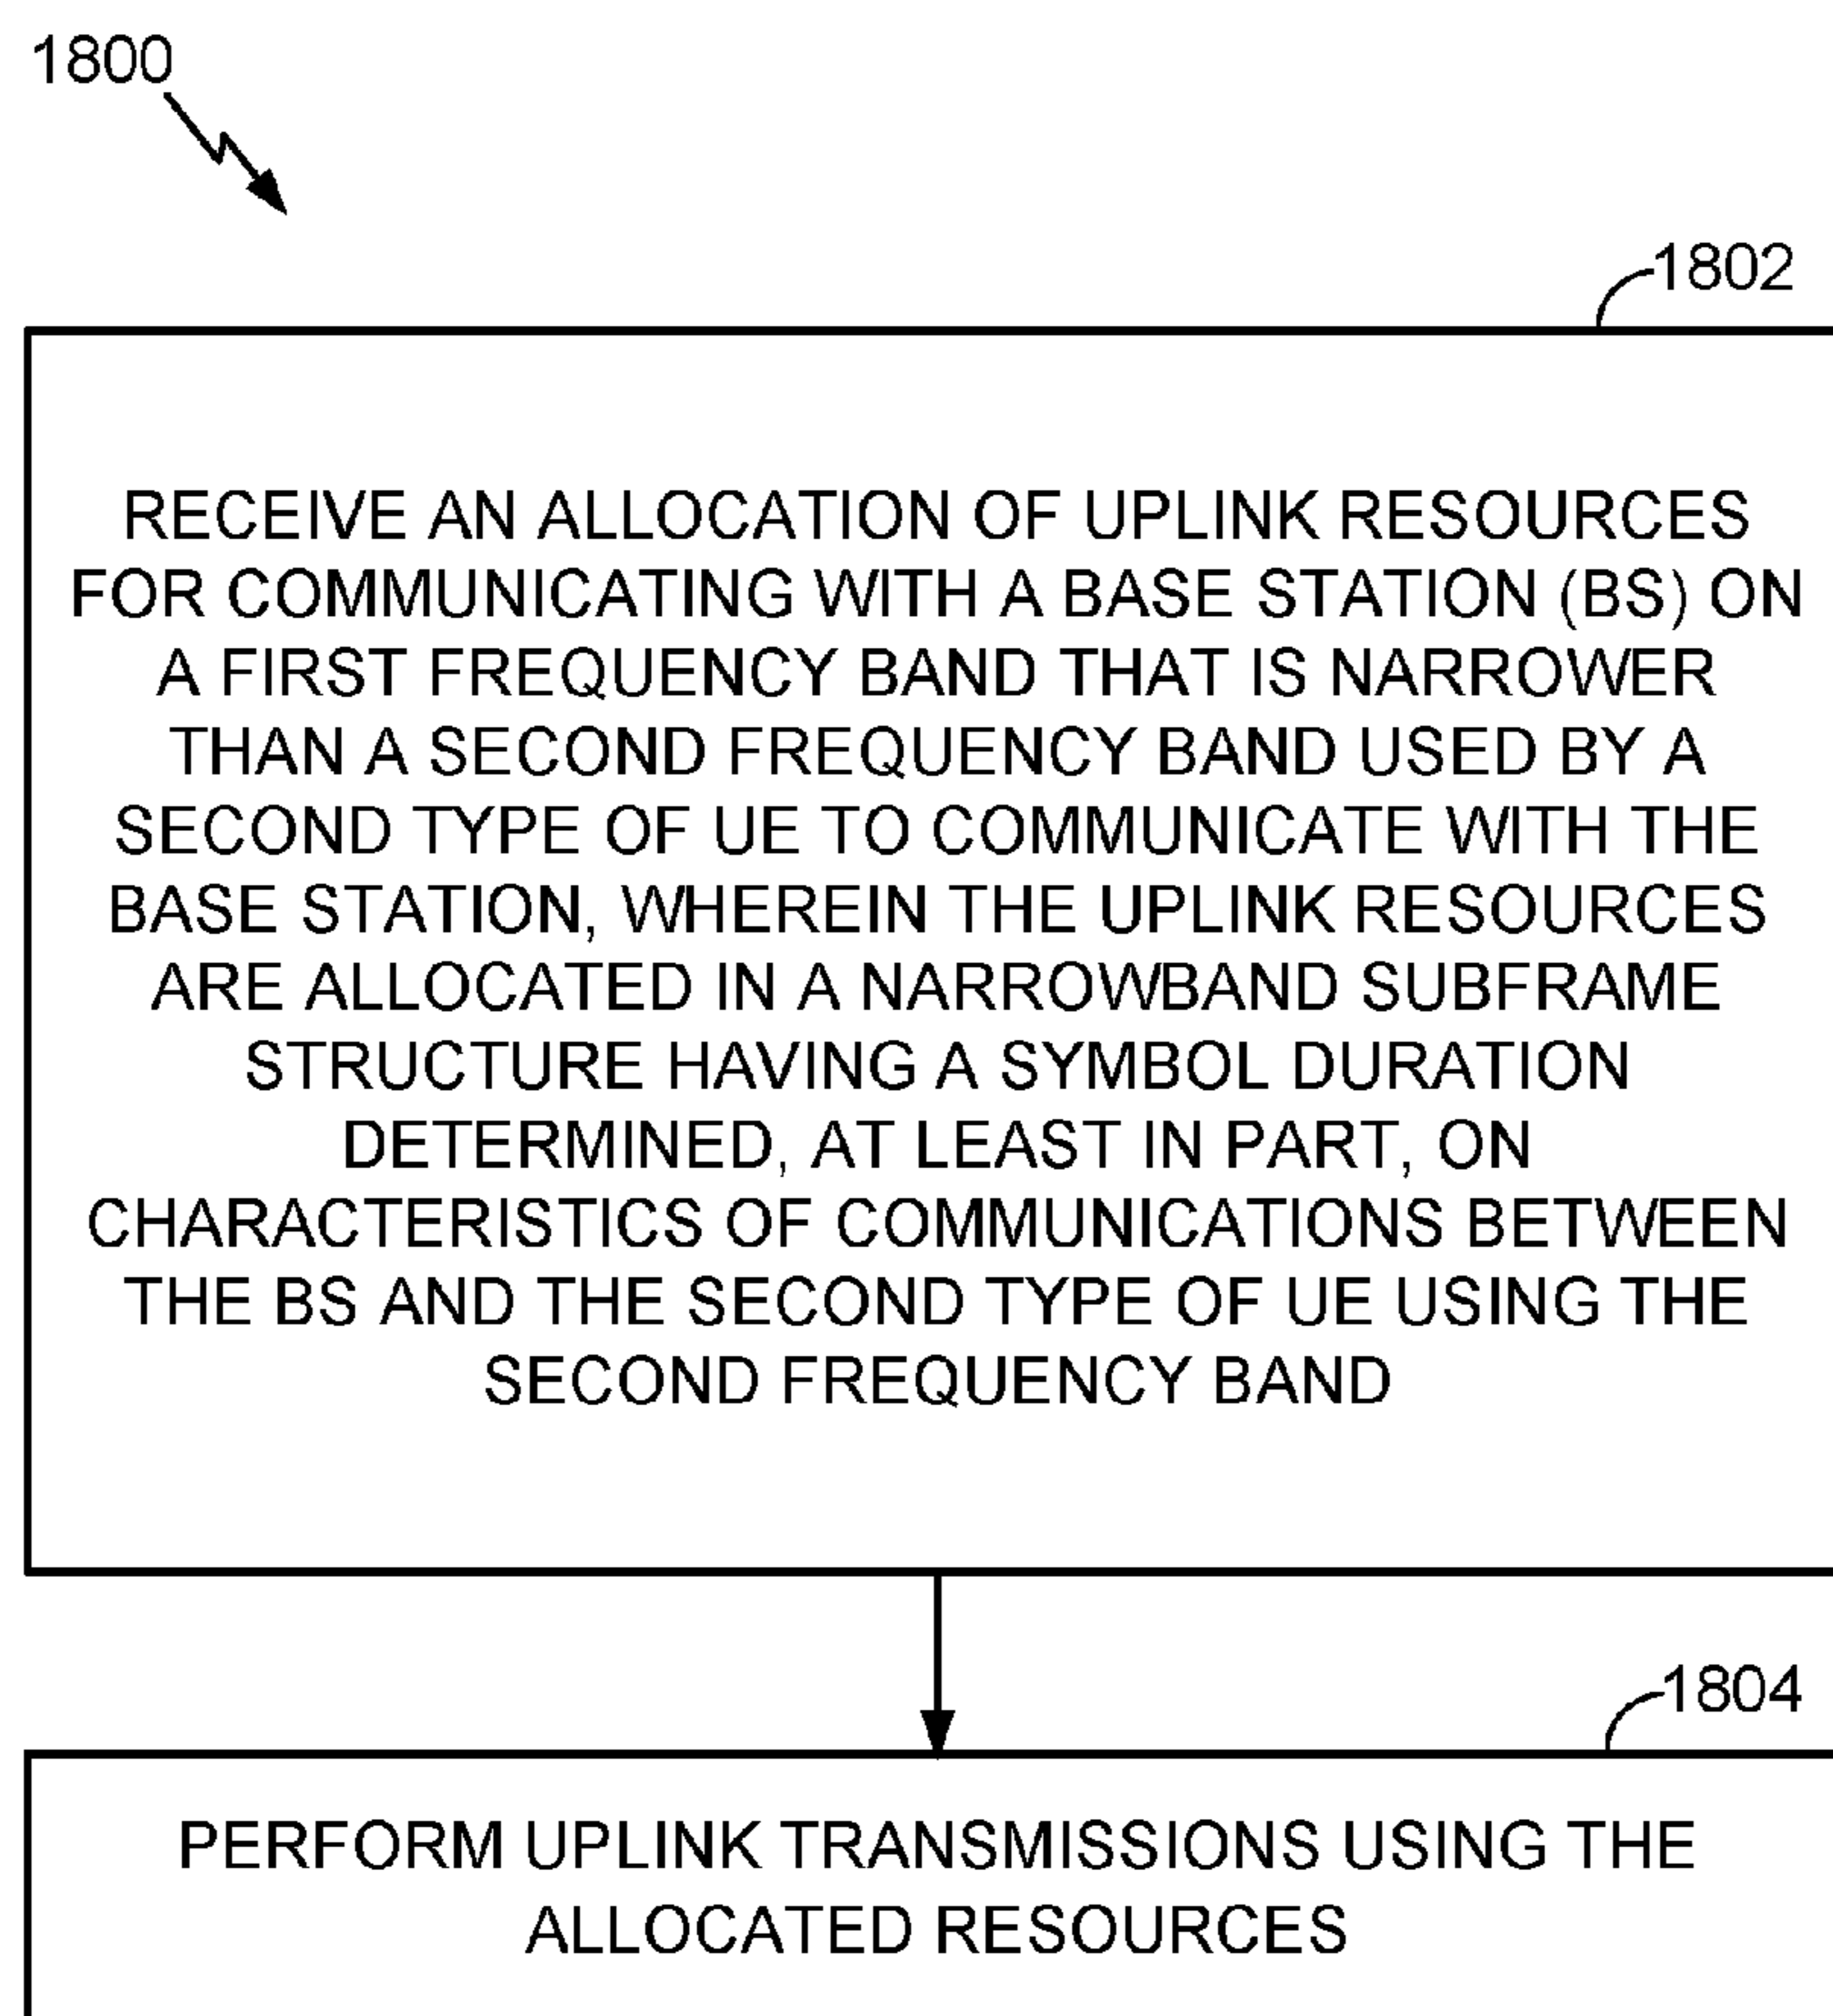 1800
1802
RECEIVE AN ALLOCATION OF UPLINK RESOURCES
FOR COMMUNICATING WITH A BASE STATION (BS) ON
A FIRST FREQUENCY BAND THAT IS NARROWER
THAN A SECOND FREQUENCY BAND USED BY A
SECOND TYPE OF UE TO COMMUNICATE WITH THE
BASE STATION, WHEREIN THE UPLINK RESOURCES
ARE ALLOCATED IN A NARROWBAND SUBFRAME
STRUCTURE HAVING A SYMBOL DURATION
DETERMINED, AT LEAST IN PART, ON
CHARACTERISTICS OF COMMUNICATIONS BETWEEN
THE BS AND THE SECOND TYPE OF UE USING THE
SECOND FREQUENCY BAND
1804
PERFORM UPLINK TRANSMISSIONS USING THE
ALLOCATED RESOURCES